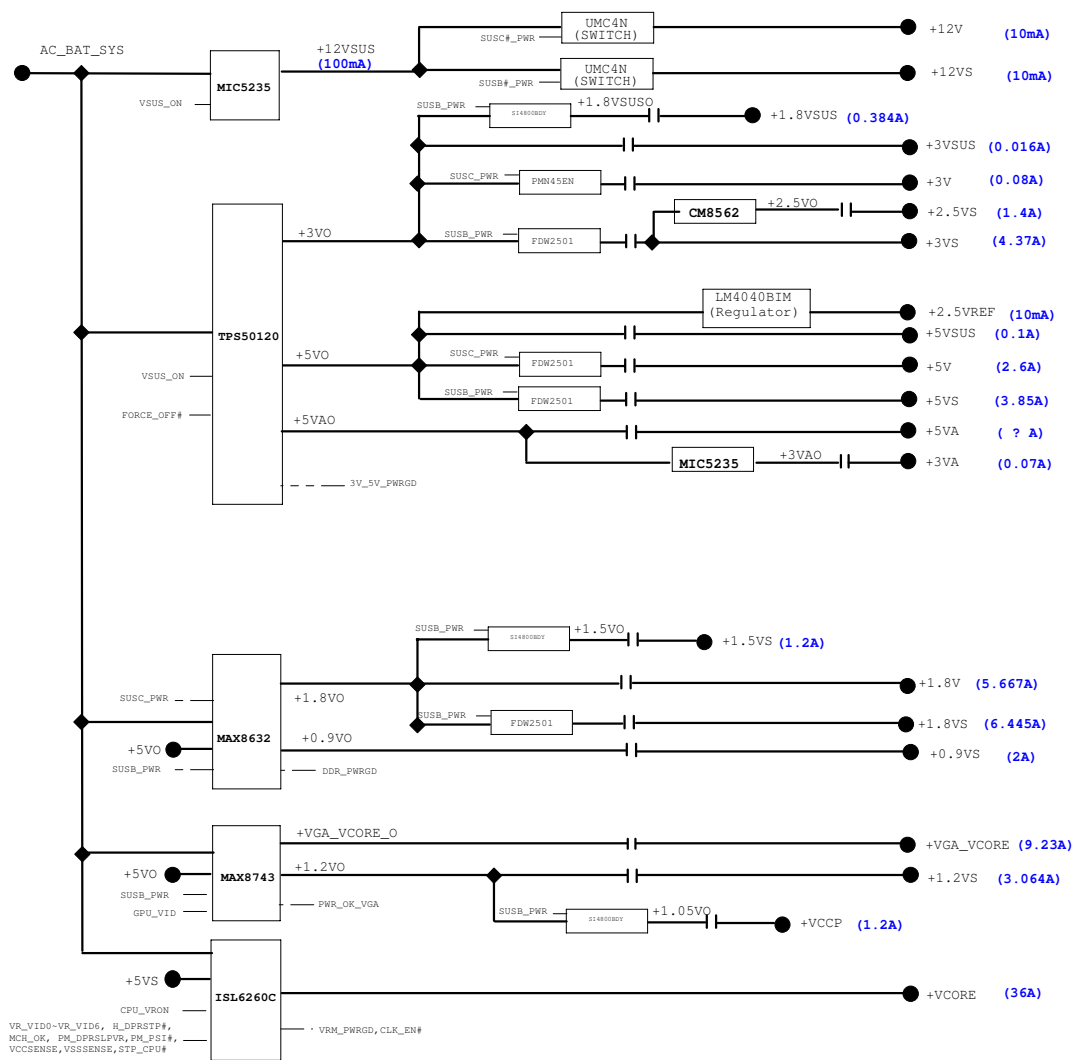 AC_BAT_SYS
VSUS_ON
MIC5235
+12VSUS
(100mA)
SUSC#_PWR
UMC4N
(SWITCH)
+12V (10mA)
SUSB#_PWR
UMC4N
(SWITCH)
+12VS (10mA)
SUSB_PWR
SI4800BDY
+1.8VSUSO
+1.8VSUS (0.384A)
+3VSUS (0.016A)
SUSC_PWR
PMN45EN
+3V (0.08A)
CM8562
+2.5VO
+2.5VS (1.4A)
+3VO
SUSB_PWR
FDW2501
+3VS (4.37A)
TPS50120
VSUS_ON
FORCE_OFF#
LM4040BIM
(Regulator)
+2.5VREF (10mA)
+5VSUS (0.1A)
+5VO
SUSC_PWR
FDW2501
+5V (2.6A)
SUSB_PWR
FDW2501
+5VS (3.85A)
+5VAO
+5VA ( ? A)
MIC5235
+3VAO
+3VA (0.07A)
3V_5V_PWRGD
SUSB_PWR
SI4800BDY
+1.5VO
+1.5VS (1.2A)
SUSC_PWR
+1.8VO
+1.8V (5.667A)
SUSB_PWR
FDW2501
+1.8VS (6.445A)
MAX8632
+5VO
+0.9VO
+0.9VS (2A)
SUSB_PWR
DDR_PWRGD
+VGA_VCORE_O
+VGA_VCORE (9.23A)
MAX8743
+5VO
+1.2VO
+1.2VS (3.064A)
SUSB_PWR
GPU_VID
PWR_OK_VGA
SUSB_PWR
SI4800BDY
+1.05VO
+VCCP (1.2A)
+5VS
ISL6260C
+VCORE (36A)
CPU_VRON
VR_VID0~VR_VID6, H_DPRSTP#,
MCH_OK, PM_DPRSLPVR,PM_PSI#,
VCCSENSE,VSSSENSE,STP_CPU#
VRM_PWRGD,CLK_EN#